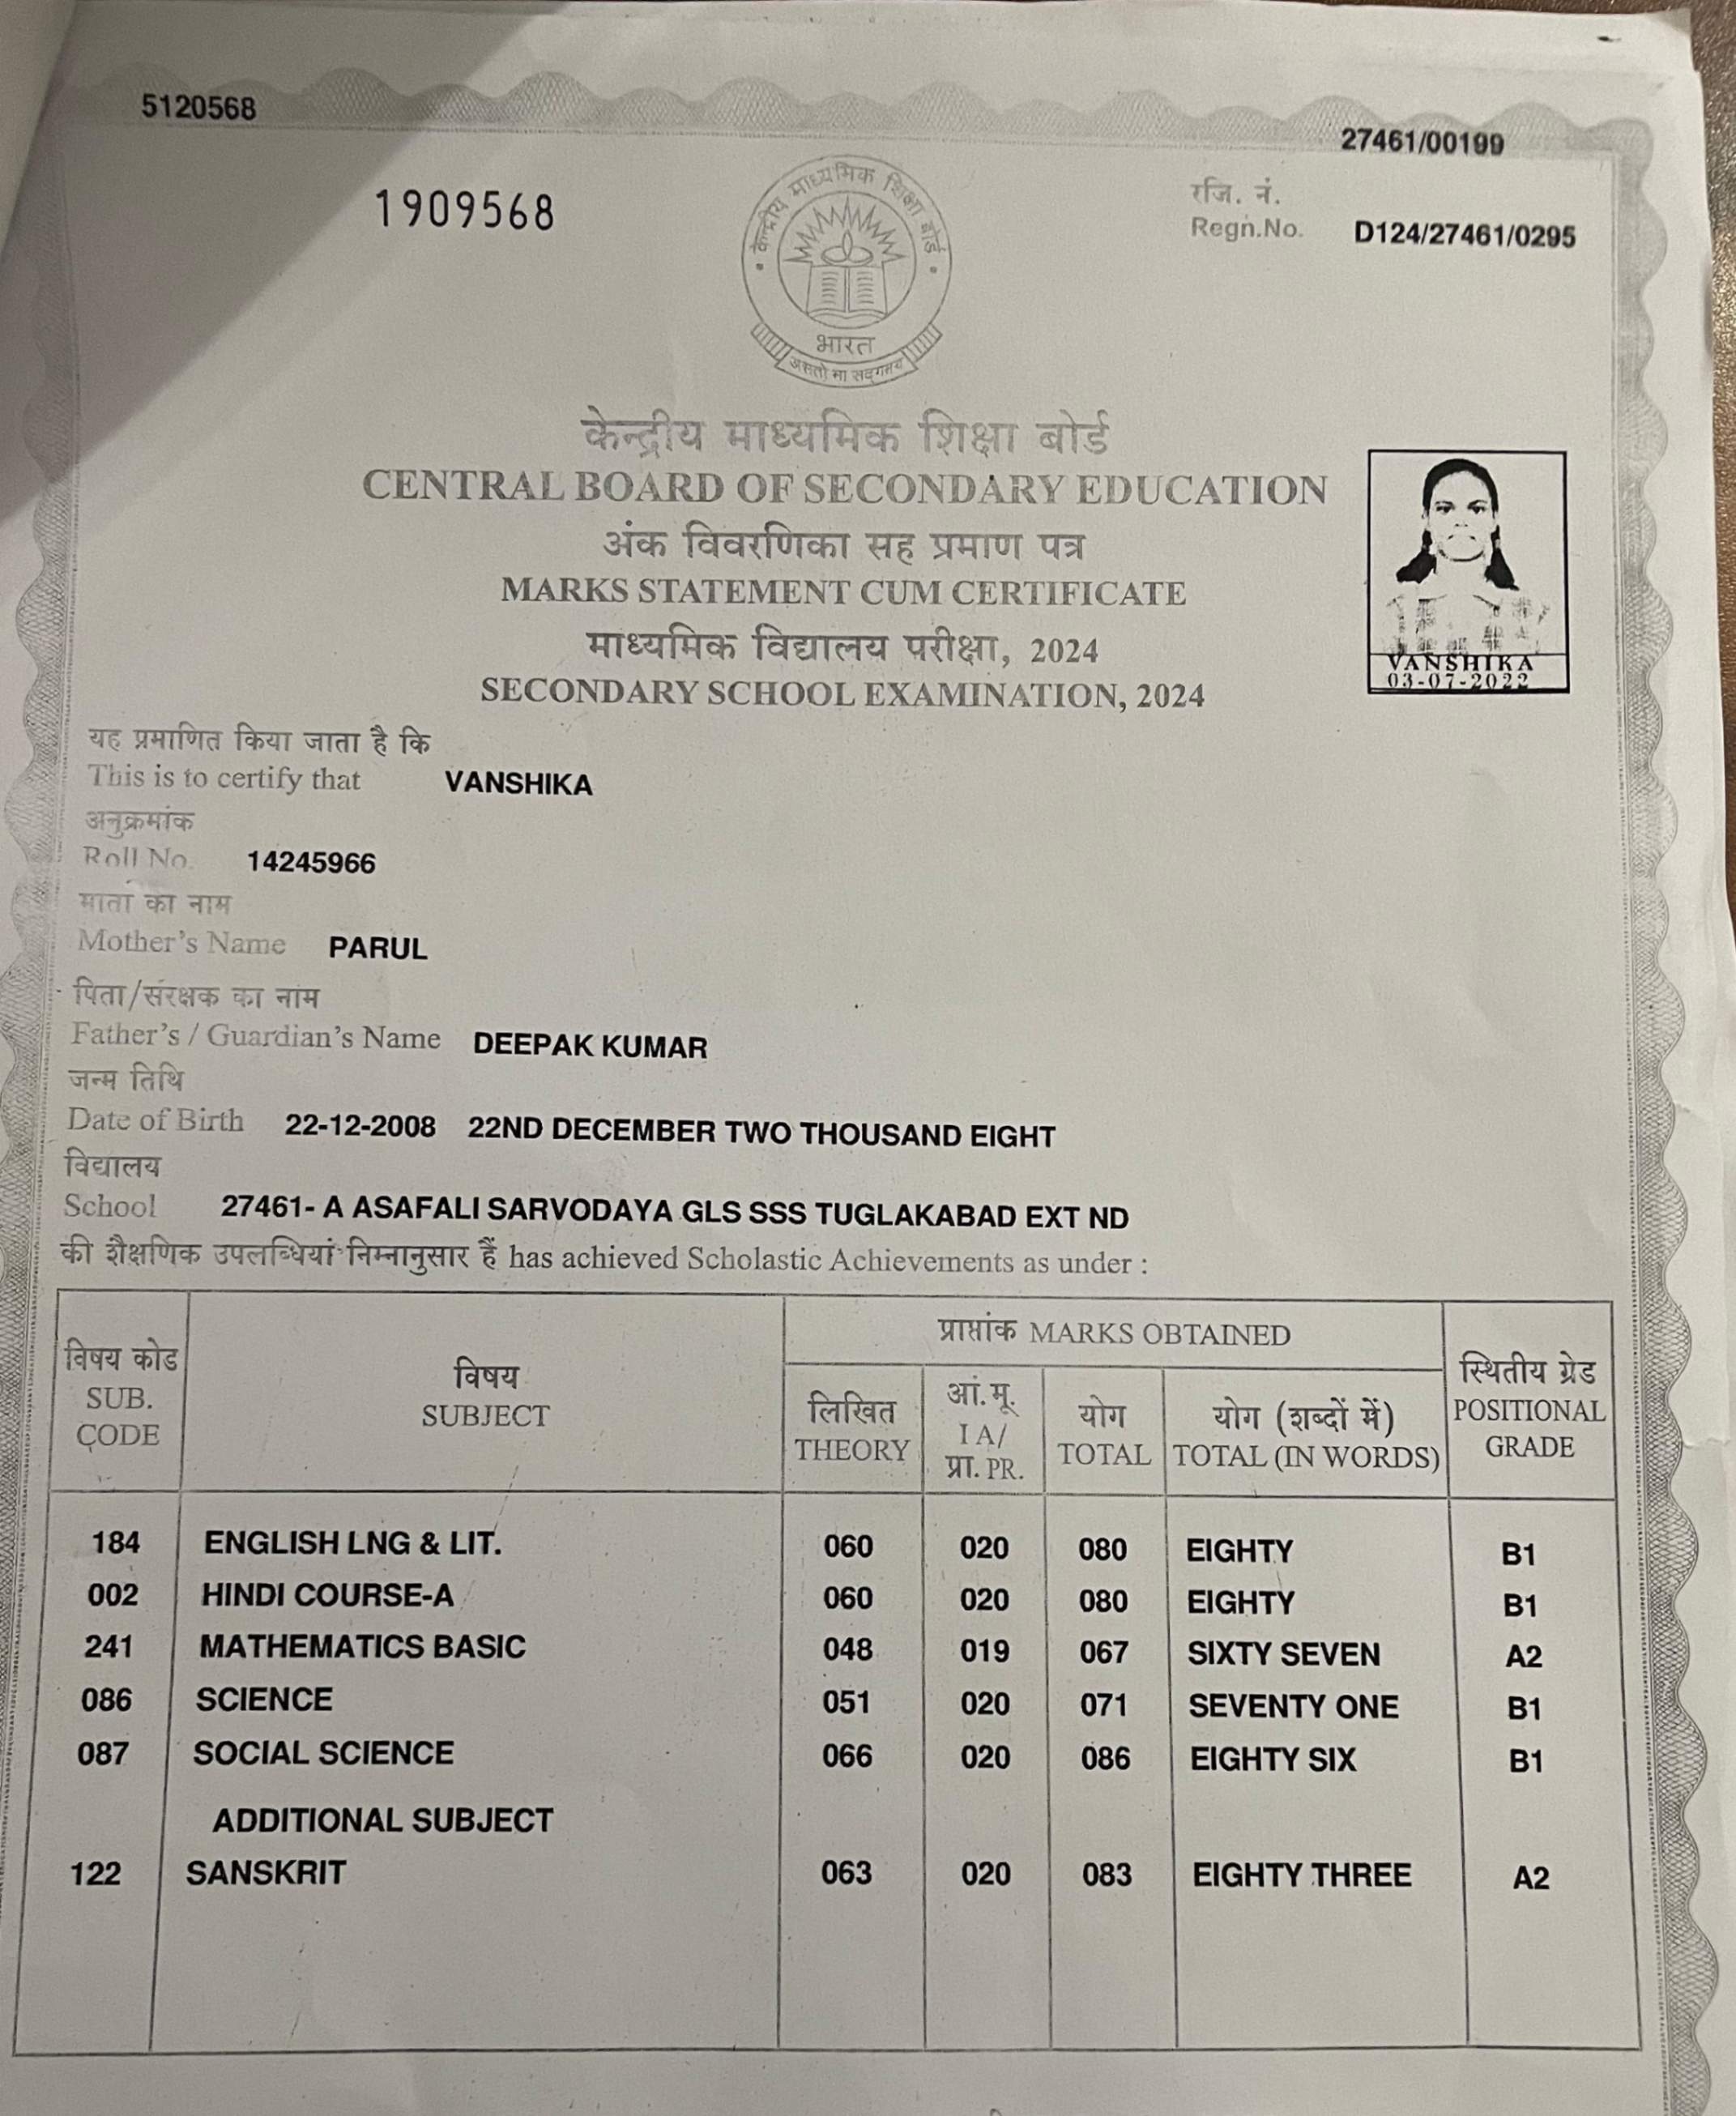 5120568
27461/00199
1909568
रजि. नं.
Regn.No. D124/27461/0295
केन्द्रीय माध्यमिक शिक्षा बोर्ड
भारत
असतो मा सद्गमय
केन्द्रीय माध्यमिक शिक्षा बोर्ड
CENTRAL BOARD OF SECONDARY EDUCATION
अंक विवरणिका सह प्रमाण पत्र
MARKS STATEMENT CUM CERTIFICATE
माध्यमिक विद्यालय परीक्षा, 2024
SECONDARY SCHOOL EXAMINATION, 2024
VANSHIKA
03-07-2022
यह प्रमाणित किया जाता है कि
This is to certify that VANSHIKA
अनुक्रमांक
Roll No. 14245966
माता का नाम
Mother's Name PARUL
पिता/संरक्षक का नाम
Father's / Guardian's Name DEEPAK KUMAR
जन्म तिथि
Date of Birth 22-12-2008 22ND DECEMBER TWO THOUSAND EIGHT
विद्यालय
School 27461- A ASAFALI SARVODAYA GLS SSS TUGLAKABAD EXT ND
की शैक्षणिक उपलब्धियां निम्नानुसार हैं has achieved Scholastic Achievements as under :
विषय कोड
SUB.
CODE
विषय
SUBJECT
प्राप्तांक MARKS OBTAINED
लिखित
THEORY
आं.मू.
I A/
प्रा. PR.
योग
TOTAL
योग (शब्दों में)
TOTAL (IN WORDS)
स्थितीय ग्रेड
POSITIONAL
GRADE
184 ENGLISH LNG & LIT. 060 020 080 EIGHTY B1
002 HINDI COURSE-A 060 020 080 EIGHTY B1
241 MATHEMATICS BASIC 048 019 067 SIXTY SEVEN A2
086 SCIENCE 051 020 071 SEVENTY ONE B1
087 SOCIAL SCIENCE 066 020 086 EIGHTY SIX B1
ADDITIONAL SUBJECT
122 SANSKRIT 063 020 083 EIGHTY THREE A2